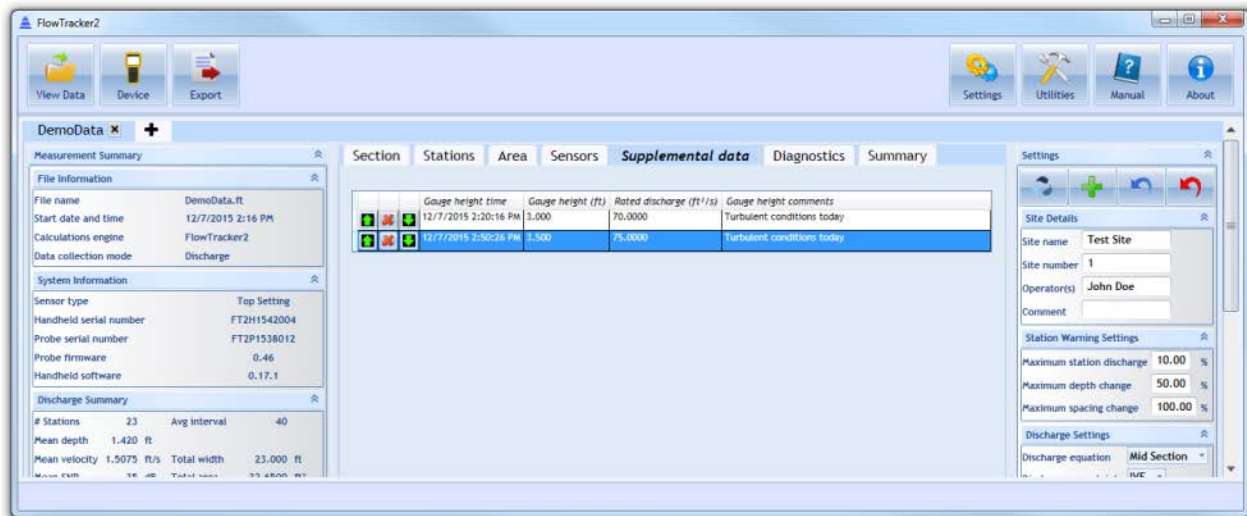 FlowTracker2
View Data Device Export Settings Utilities Manual About
DemoData
Measurement Summary
File Information
File name DemoData.ft
Start date and time 12/7/2015 2:16 PM
Calculations engine FlowTracker2
Data collection mode Discharge
System Information
Sensor type Top Setting
Handheld serial number FT2H1542004
Probe serial number FT2P1538012
Probe firmware 0.46
Handheld software 0.17.1
Discharge Summary
# Stations 23 Avg interval 40
Mean depth 1.420 ft
Mean velocity 1.5075 ft/s Total width 23.000 ft
Section Stations Area Sensors Supplemental data Diagnostics Summary
Gauge height time Gauge height (ft) Rated discharge (ft³/s) Gauge height comments
12/7/2015 2:20:16 PM 3.000 70.0000 Turbulent conditions today
12/7/2015 2:50:26 PM 3.500 75.0000 Turbulent conditions today
Settings
Site Details
Site name Test Site
Site number 1
Operator(s) John Doe
Comment
Station Warning Settings
Maximum station discharge 10.00 %
Maximum depth change 50.00 %
Maximum spacing change 100.00 %
Discharge Settings
Discharge equation Mid Section